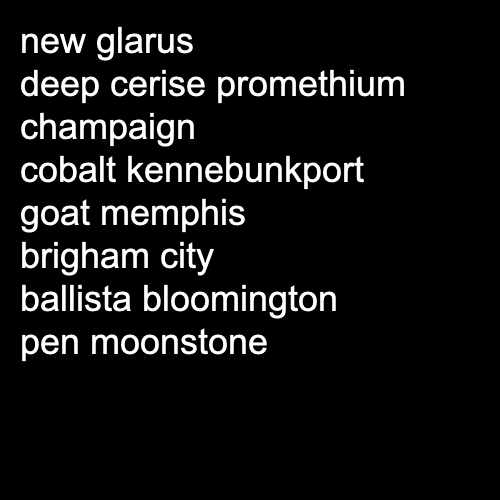 new glarus
deep cerise promethium
champaign
cobalt kennebunkport
goat memphis
brigham city
ballista bloomington
pen moonstone